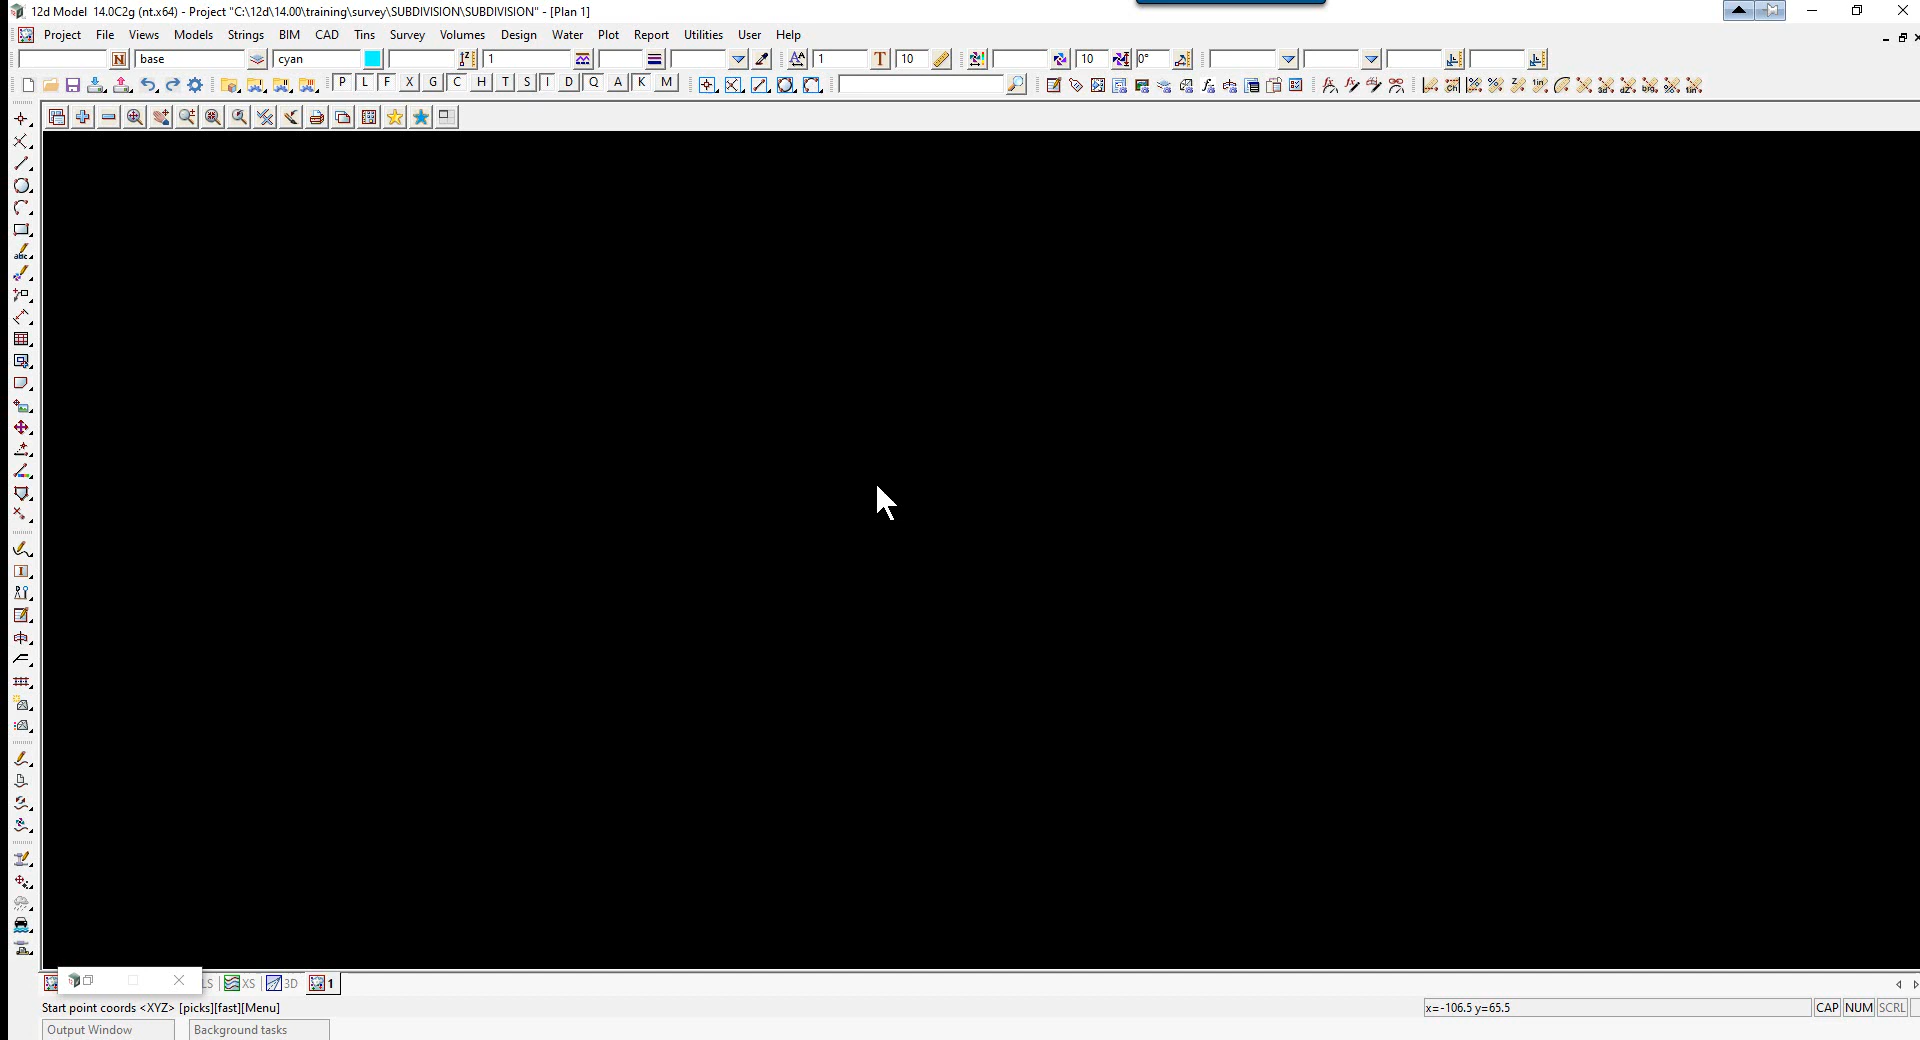 12d Model 14.0C2g (nt.x64) - Project "C:\12d\14.00\training\survey\SUBDIVISION\SUBDIVISION" - [Plan 1]
Project File Views Models Strings BIM CAD Tins Survey Volumes Design Water Plot Report Utilities User Help
N base cyan 1 1 T 10 10 0°
P L F X G C H T S I D Q A K M
abc
LS XS 3D 1
Start point coords <XYZ> [picks][fast][Menu] x=-106.5 y=65.5 CAP NUM SCRL
Output Window Background tasks